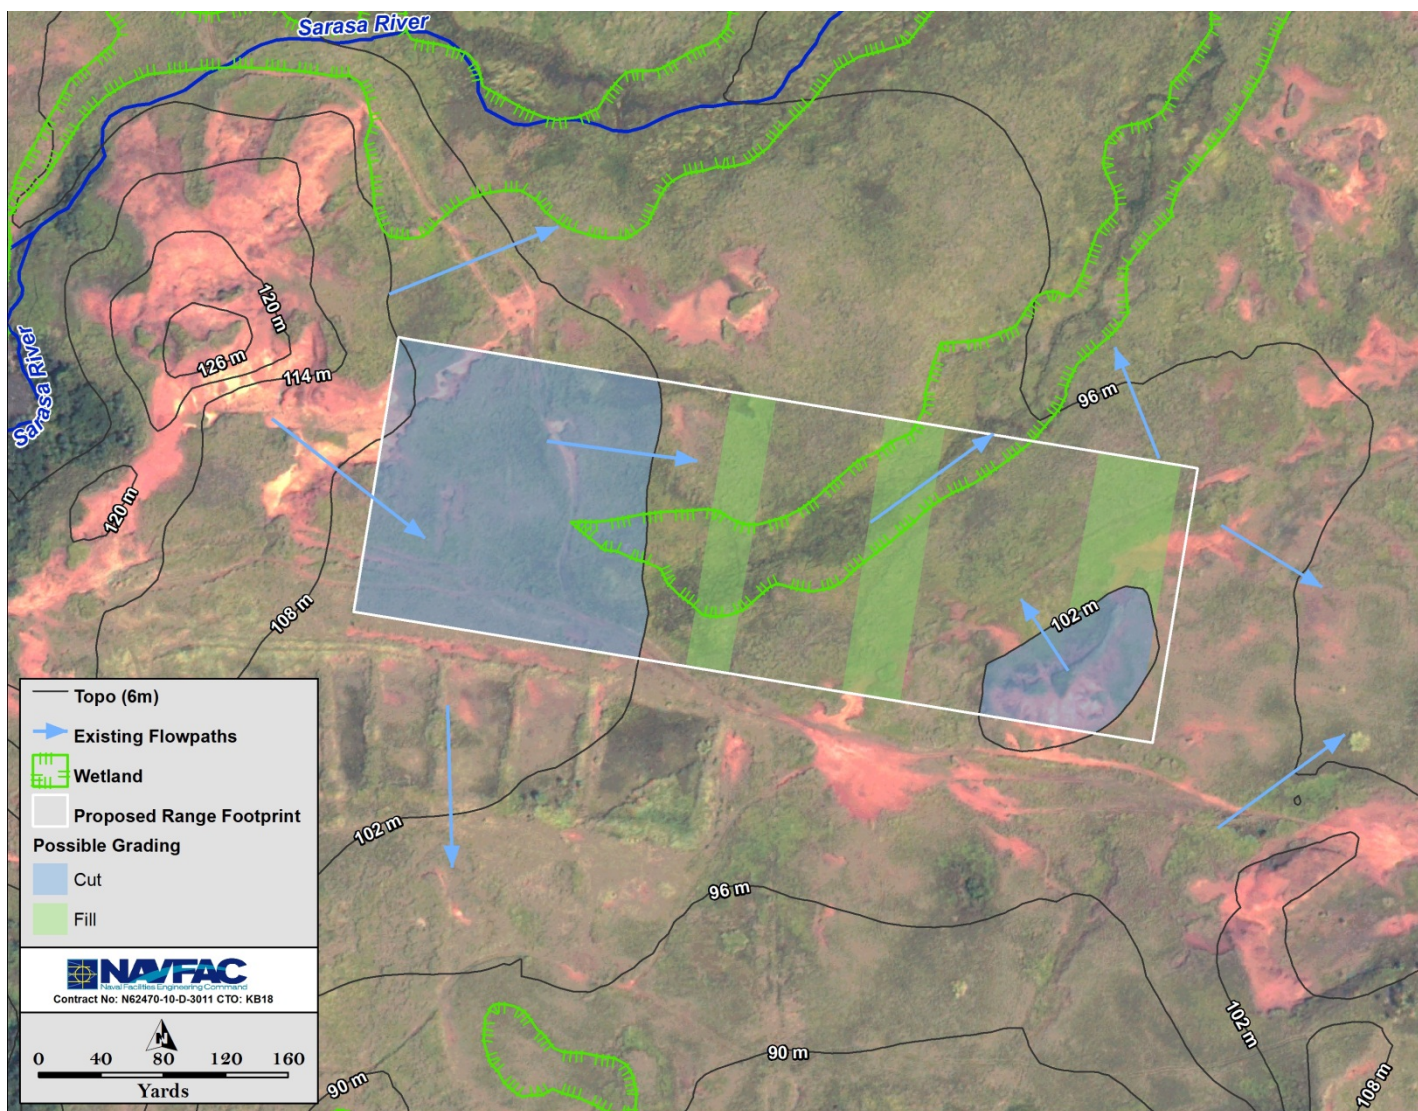 Sarasa River
120 m
126 m
114 m
Sarasa River
96 m
120 m
108 m
102 m
102 m
96 m
90 m
90 m
102 m
108 m
Topo (6m)
Existing Flowpaths
Wetland
Proposed Range Footprint
Possible Grading
Cut
Fill
NAVFAC
Naval Facilities Engineering Command
Contract No: N62470-10-D-3011 CTO: KB18
N
0 40 80 120 160
Yards